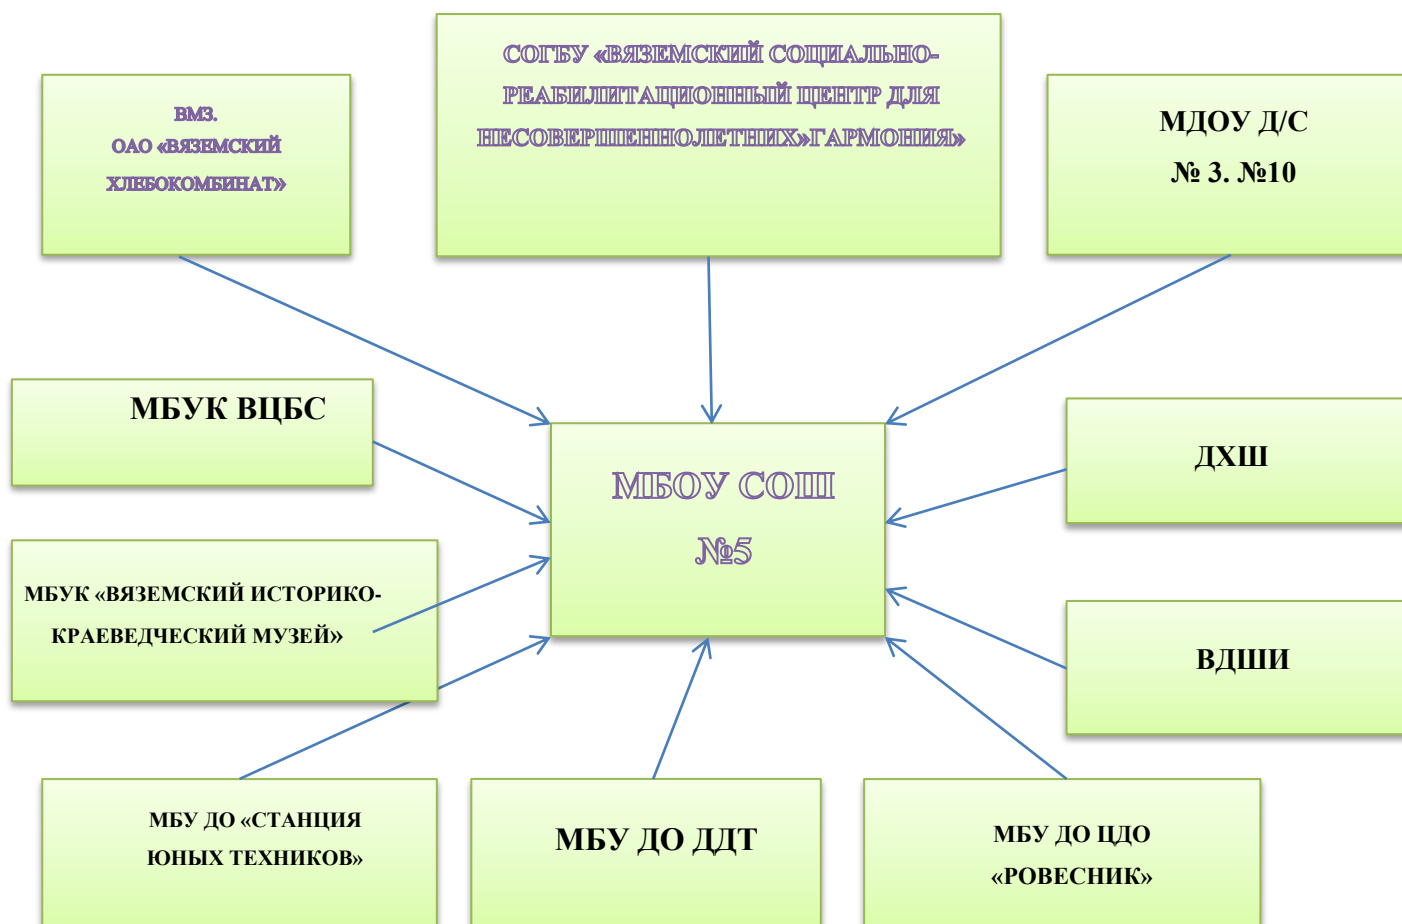 ВМЗ.
ОАО «ВЯЗЕМСКИЙ
ХЛЕБОКОМБИНАТ»
СОГБУ «ВЯЗЕМСКИЙ СОЦИАЛЬНО-
РЕАБИЛИТАЦИОННЫЙ ЦЕНТР ДЛЯ
НЕСОВЕРШЕННОЛЕТНИХ»ГАРМОНИЯ»
МДОУ Д/С
№ 3. №10
МБУК ВЦБС
МБОУ СОШ
№5
ДХШ
МБУК «ВЯЗЕМСКИЙ ИСТОРИКО-
КРАЕВЕДЧЕСКИЙ МУЗЕЙ»
ВДШИ
МБУ ДО «СТАНЦИЯ
ЮНЫХ ТЕХНИКОВ»
МБУ ДО ДДТ
МБУ ДО ЦДО
«РОВЕСНИК»